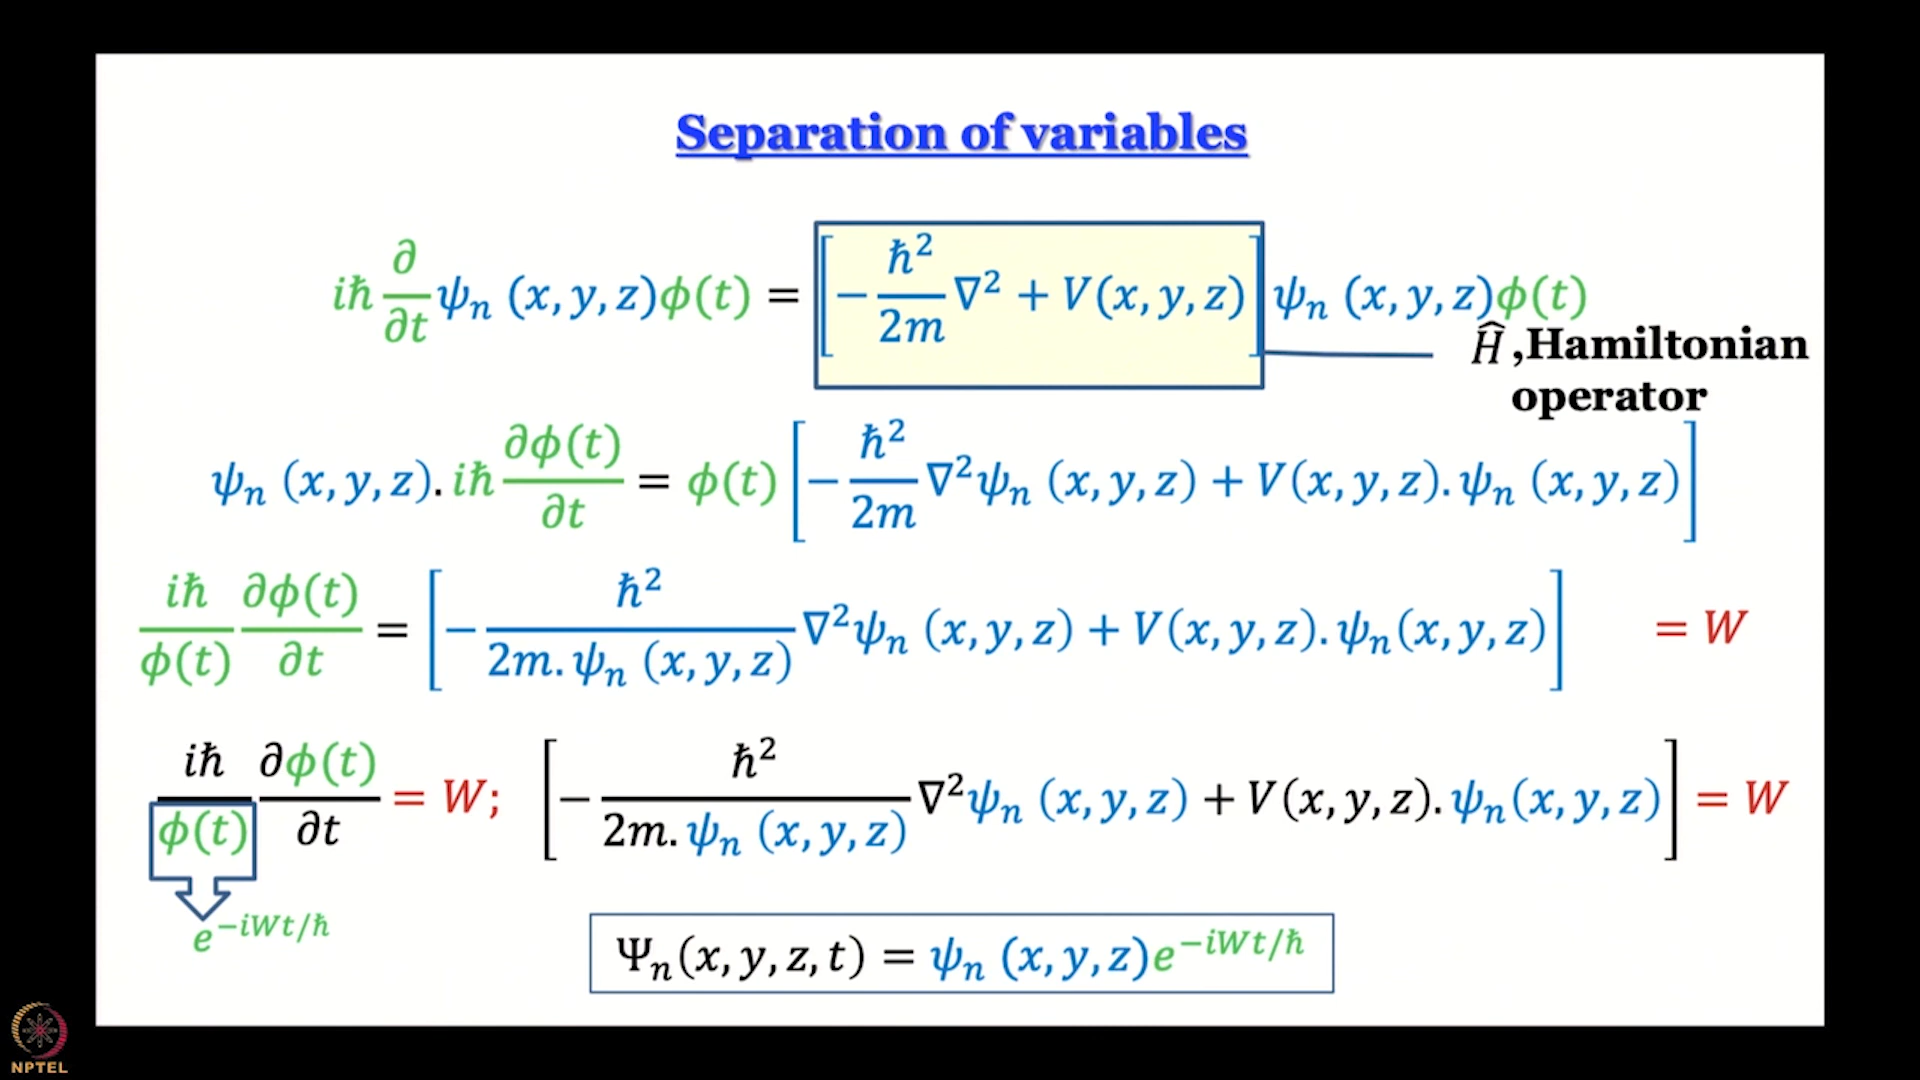 Separation of variables
iħ ∂/∂t ψₙ (x, y, z)ϕ(t) = [−ħ²/2m ∇² + V(x, y, z)] ψₙ (x, y, z)ϕ(t)
Ĥ ,Hamiltonian
operator
ψₙ (x, y, z). iħ ∂ϕ(t)/∂t = ϕ(t) [−ħ²/2m ∇²ψₙ (x, y, z) + V(x, y, z). ψₙ (x, y, z)]
iħ/ϕ(t) ∂ϕ(t)/∂t = [−ħ²/2m. ψₙ (x, y, z) ∇²ψₙ (x, y, z) + V(x, y, z). ψₙ(x, y, z)] = W
iħ/ϕ(t) ∂ϕ(t)/∂t = W; [−ħ²/2m. ψₙ (x, y, z) ∇²ψₙ (x, y, z) + V(x, y, z). ψₙ(x, y, z)] = W
e^−iWt/ħ
Ψₙ(x, y, z, t) = ψₙ (x, y, z)e^−iWt/ħ
NPTEL